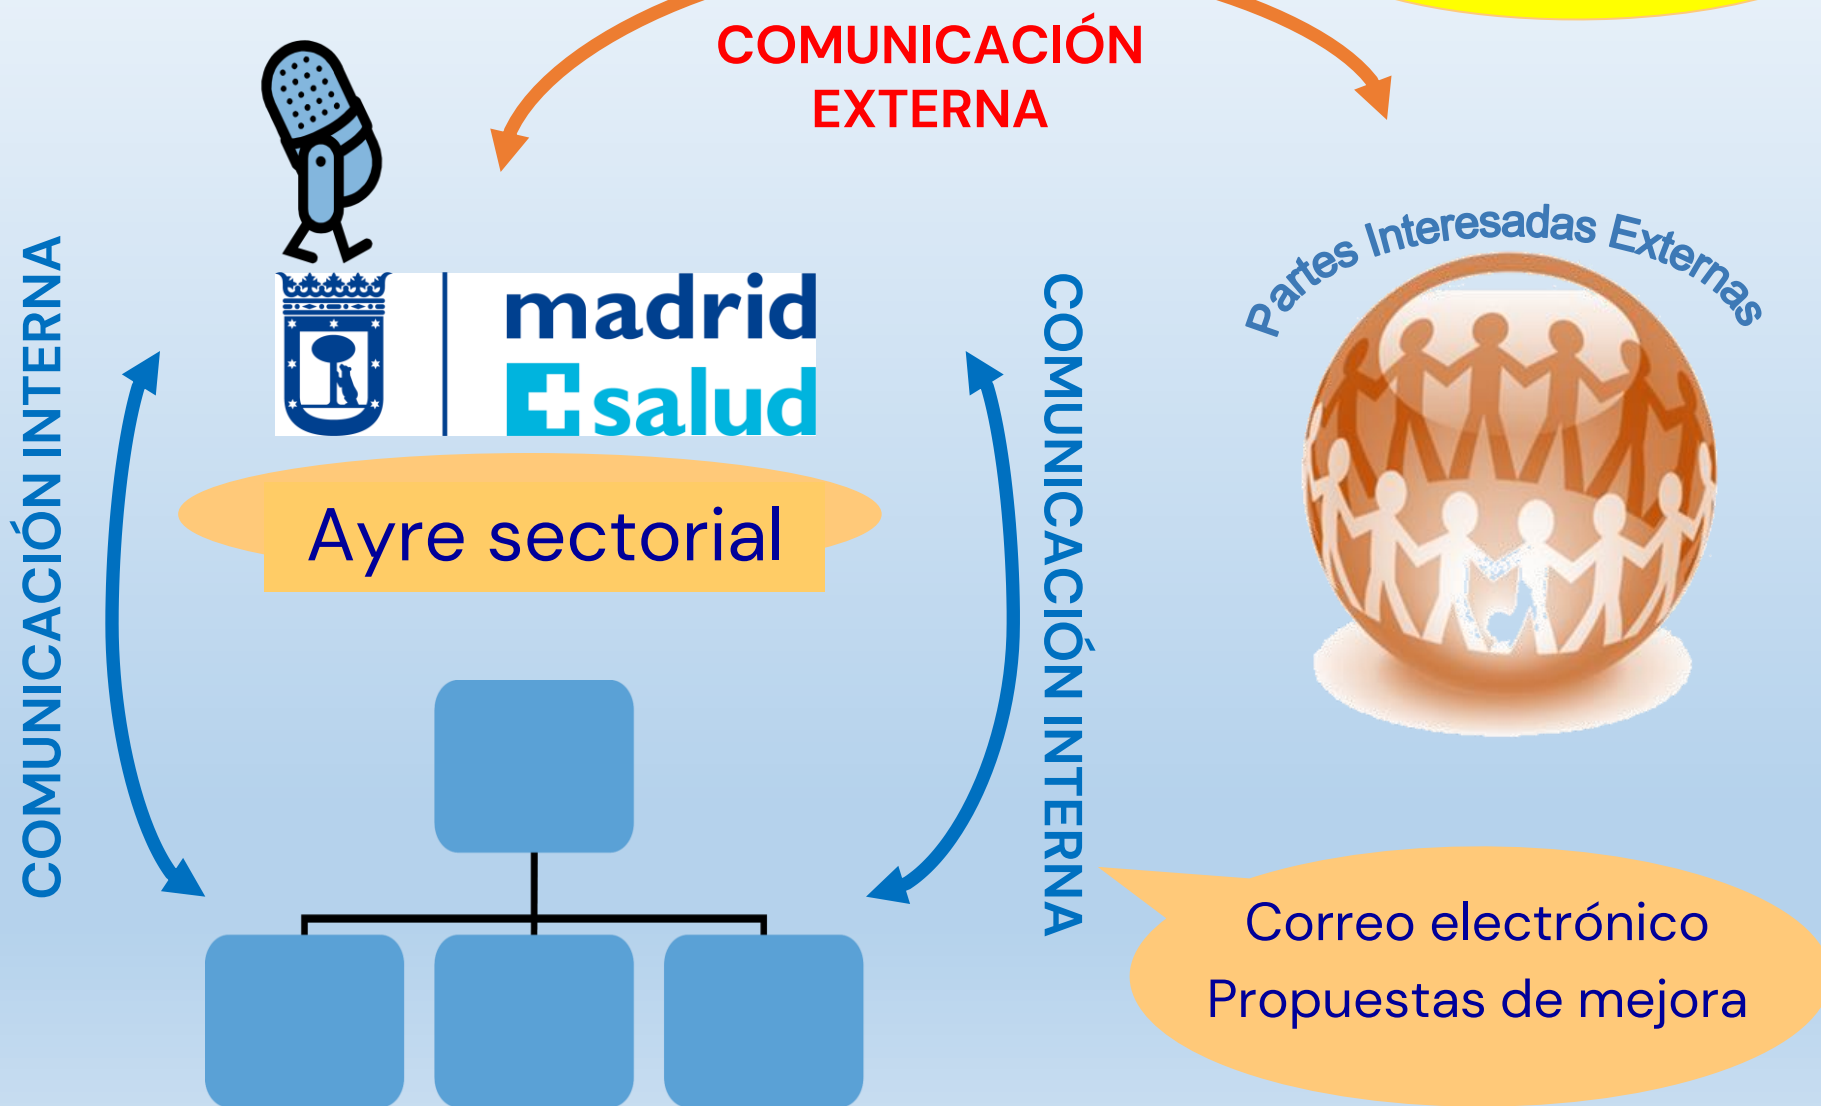 COMUNICACIÓN
EXTERNA
COMUNICACIÓN INTERNA
madrid
salud
Ayre sectorial
COMUNICACIÓN INTERNA
Partes Interesadas Externas
Correo electrónico
Propuestas de mejora